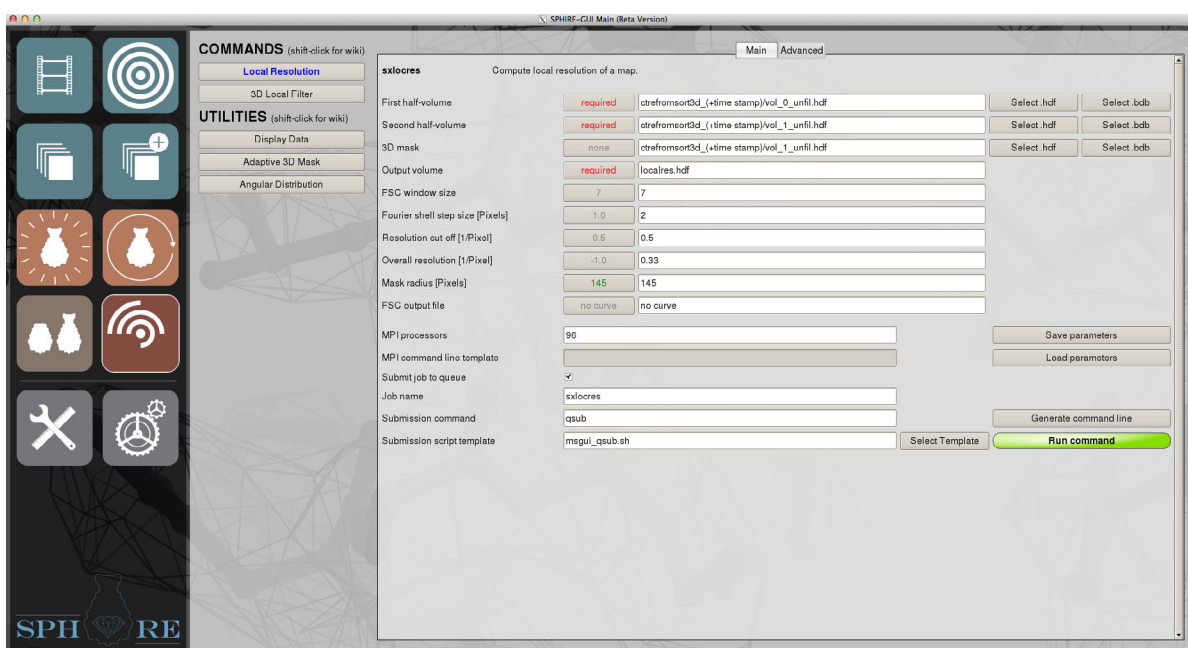 SPHIRE-GUI Main (Beta Version)
COMMANDS (shift-click for wiki)
Local Resolution
3D Local Filter
UTILITIES (shift-click for wiki)
Display Data
Adaptive 3D Mask
Angular Distribution
Main Advanced
sxlocres Compute local resolution of a map.
First half-volume required ctrefromsort3d_(+time stamp)/vol_0_unfil.hdf Select .hdf Select .bdb
Second half-volume required ctrefromsort3d_(+time stamp)/vol_1_unfil.hdf Select .hdf Select .bdb
3D mask none ctrefromsort3d_(+time stamp)/vol_1_unfil.hdf Select .hdf Select .bdb
Output volume required localres.hdf
FSC window size 7 7
Fourier shell step size [Pixels] 1.0 2
Resolution cut off [1/Pixel] 0.5 0.5
Overall resolution [1/Pixel] -1.0 0.33
Mask radius [Pixels] 145 145
FSC output file no curve no curve
MPI processors 96 Save parameters
MPI command line template Load parameters
Submit job to queue
Job name sxlocres
Submission command qsub Generate command line
Submission script template msgui_qsub.sh Select Template Run command
SPHIRE